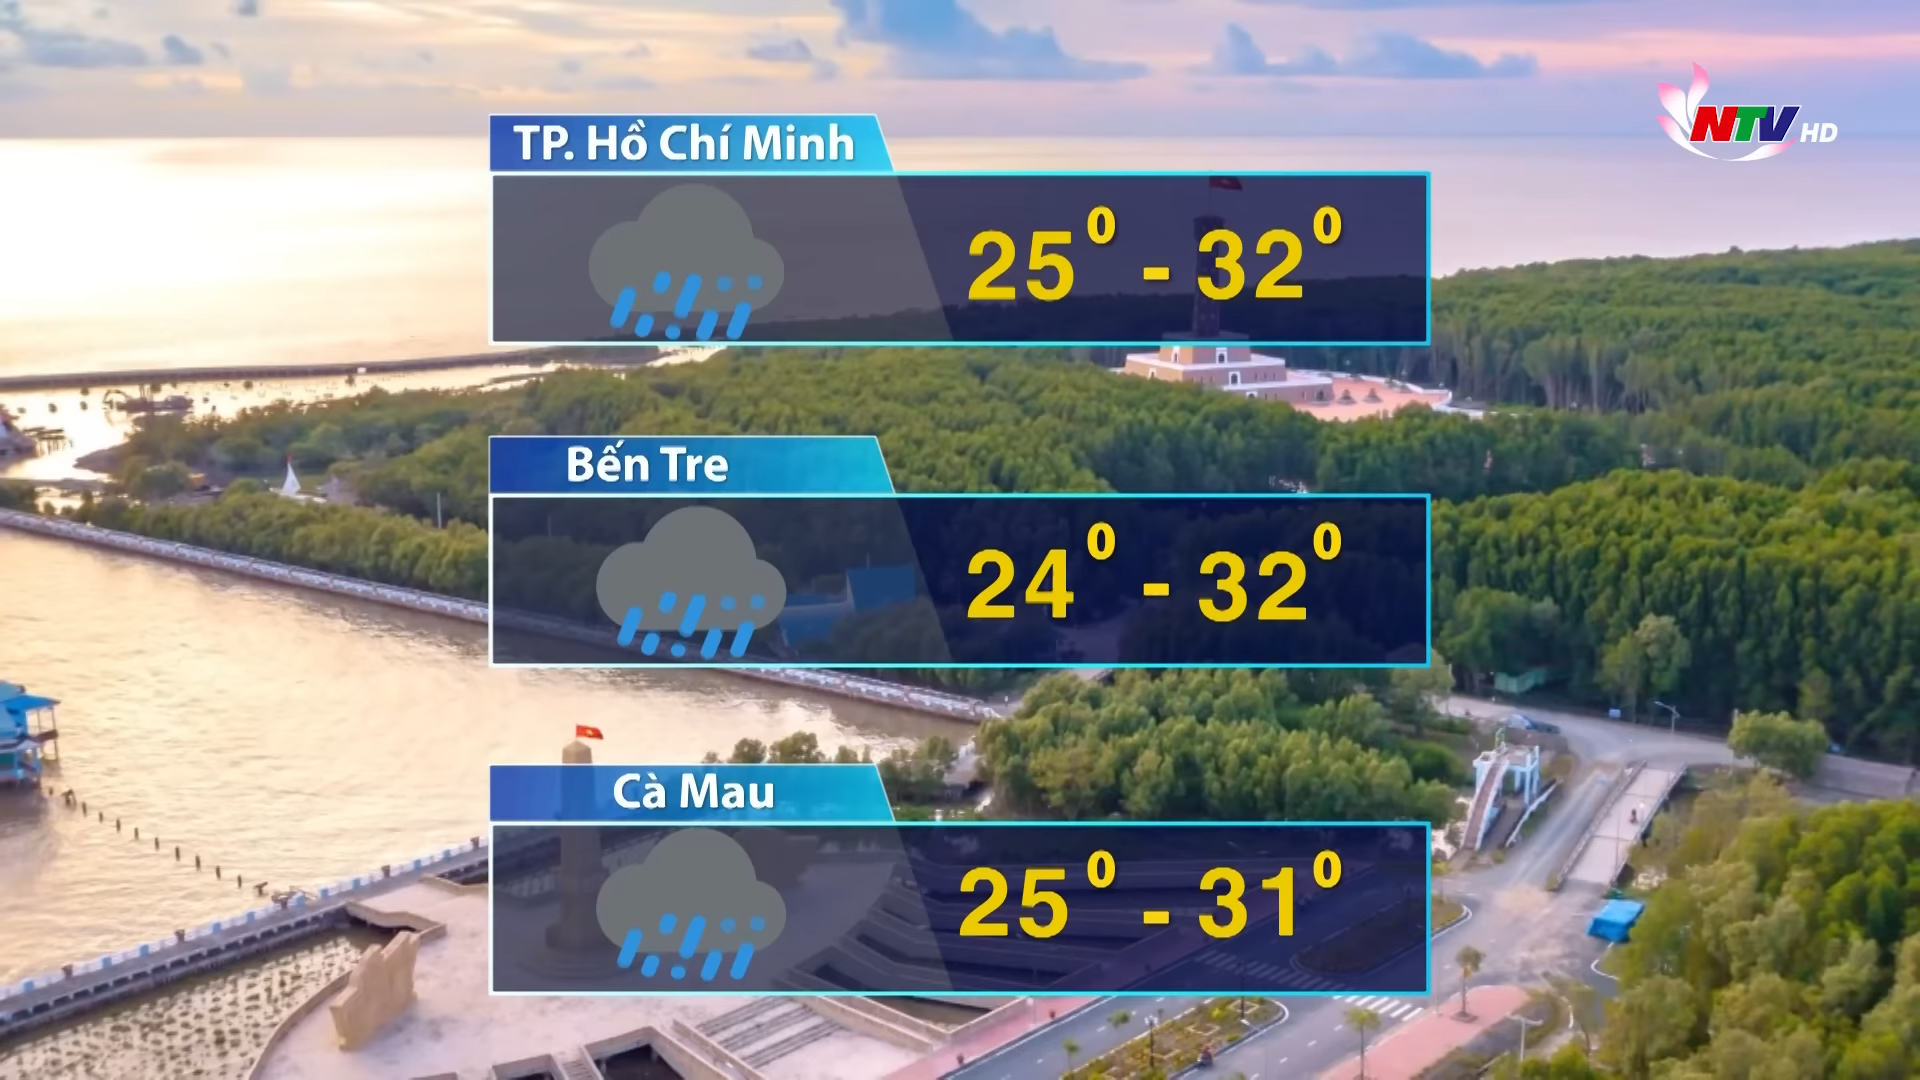 NTV HD
TP. Hồ Chí Minh
25⁰ - 32⁰
Bến Tre
24⁰ - 32⁰
Cà Mau
25⁰ - 31⁰